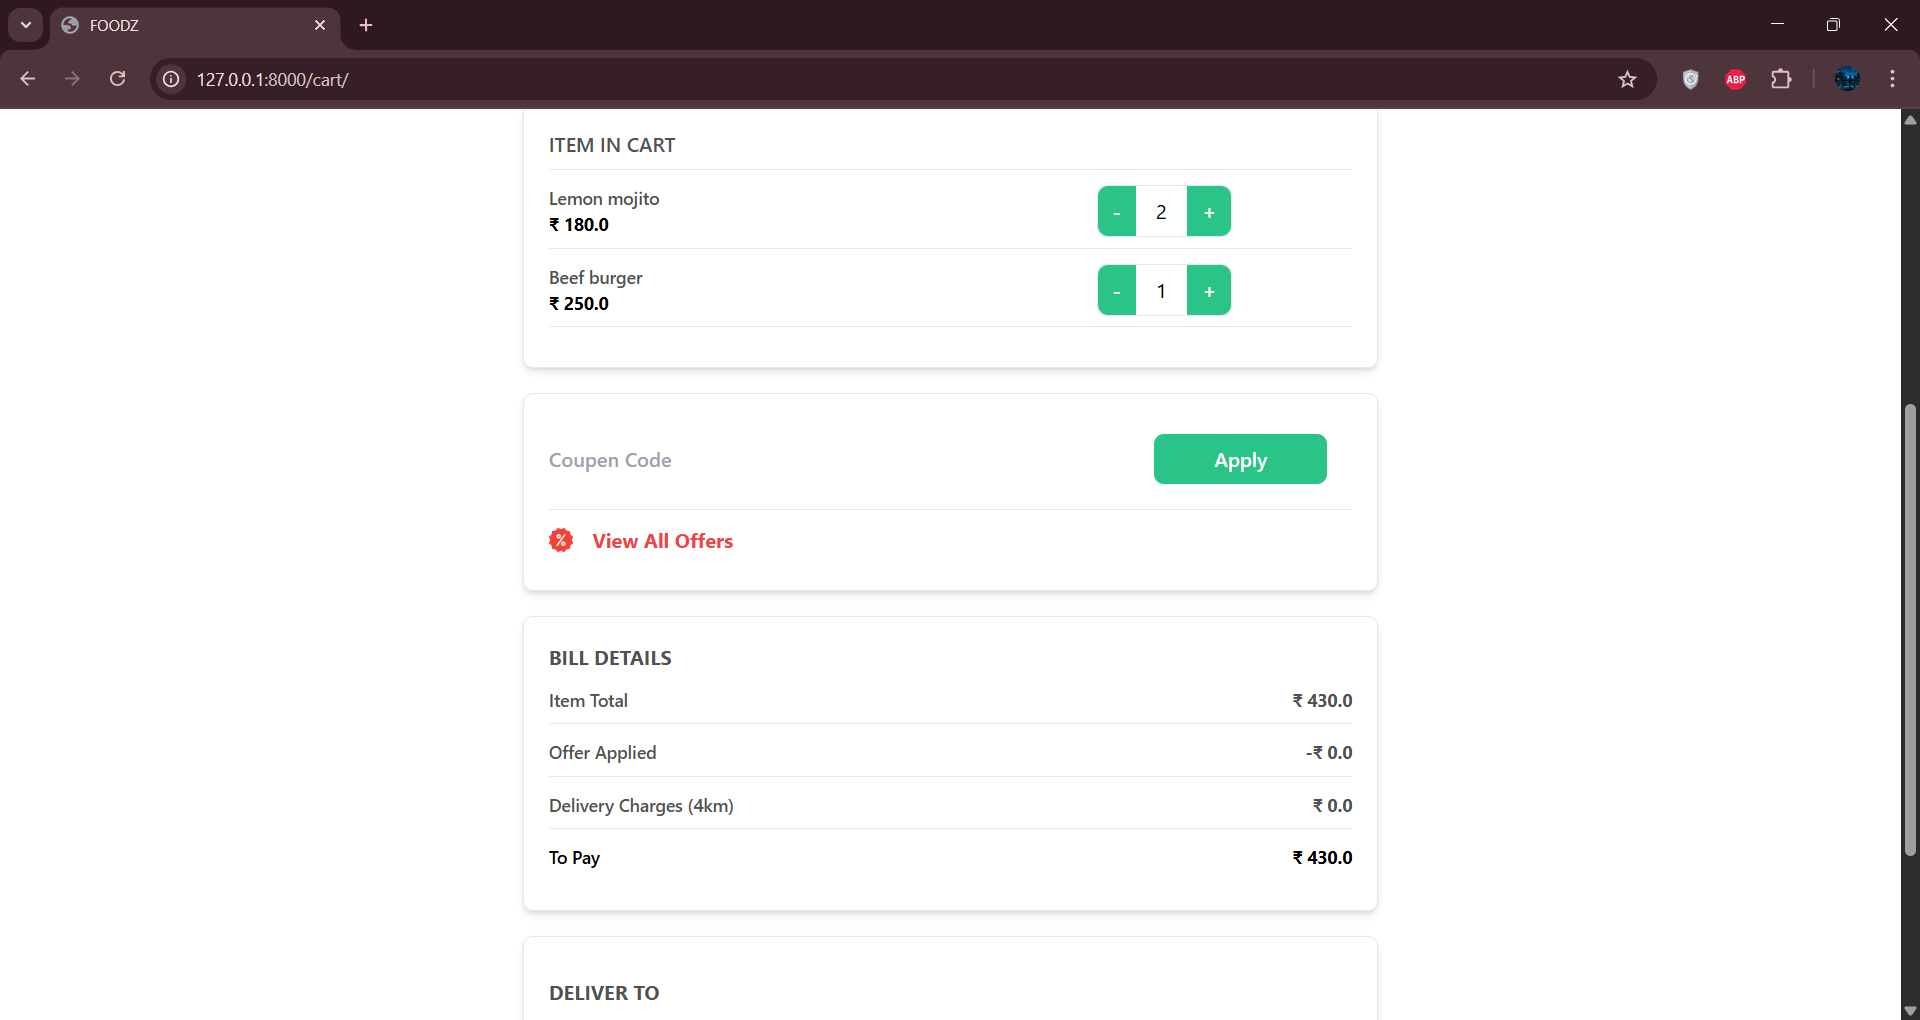 FOODZ
127.0.0.1:8000/cart/
ABP
ITEM IN CART
Lemon mojito
₹ 180.0
- 2 +
Beef burger
₹ 250.0
- 1 +
Coupen Code
Apply
% View All Offers
BILL DETAILS
Item Total ₹ 430.0
Offer Applied -₹ 0.0
Delivery Charges (4km) ₹ 0.0
To Pay ₹ 430.0
DELIVER TO